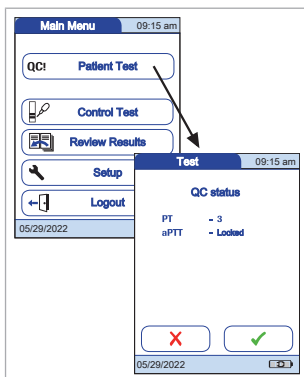 Main Menu 09:15 am
QC! Patient Test
Control Test
Review Results
Setup
Logout
05/29/2022
Test 09:15 am
QC status
PT - 3
aPTT - Locked
05/29/2022